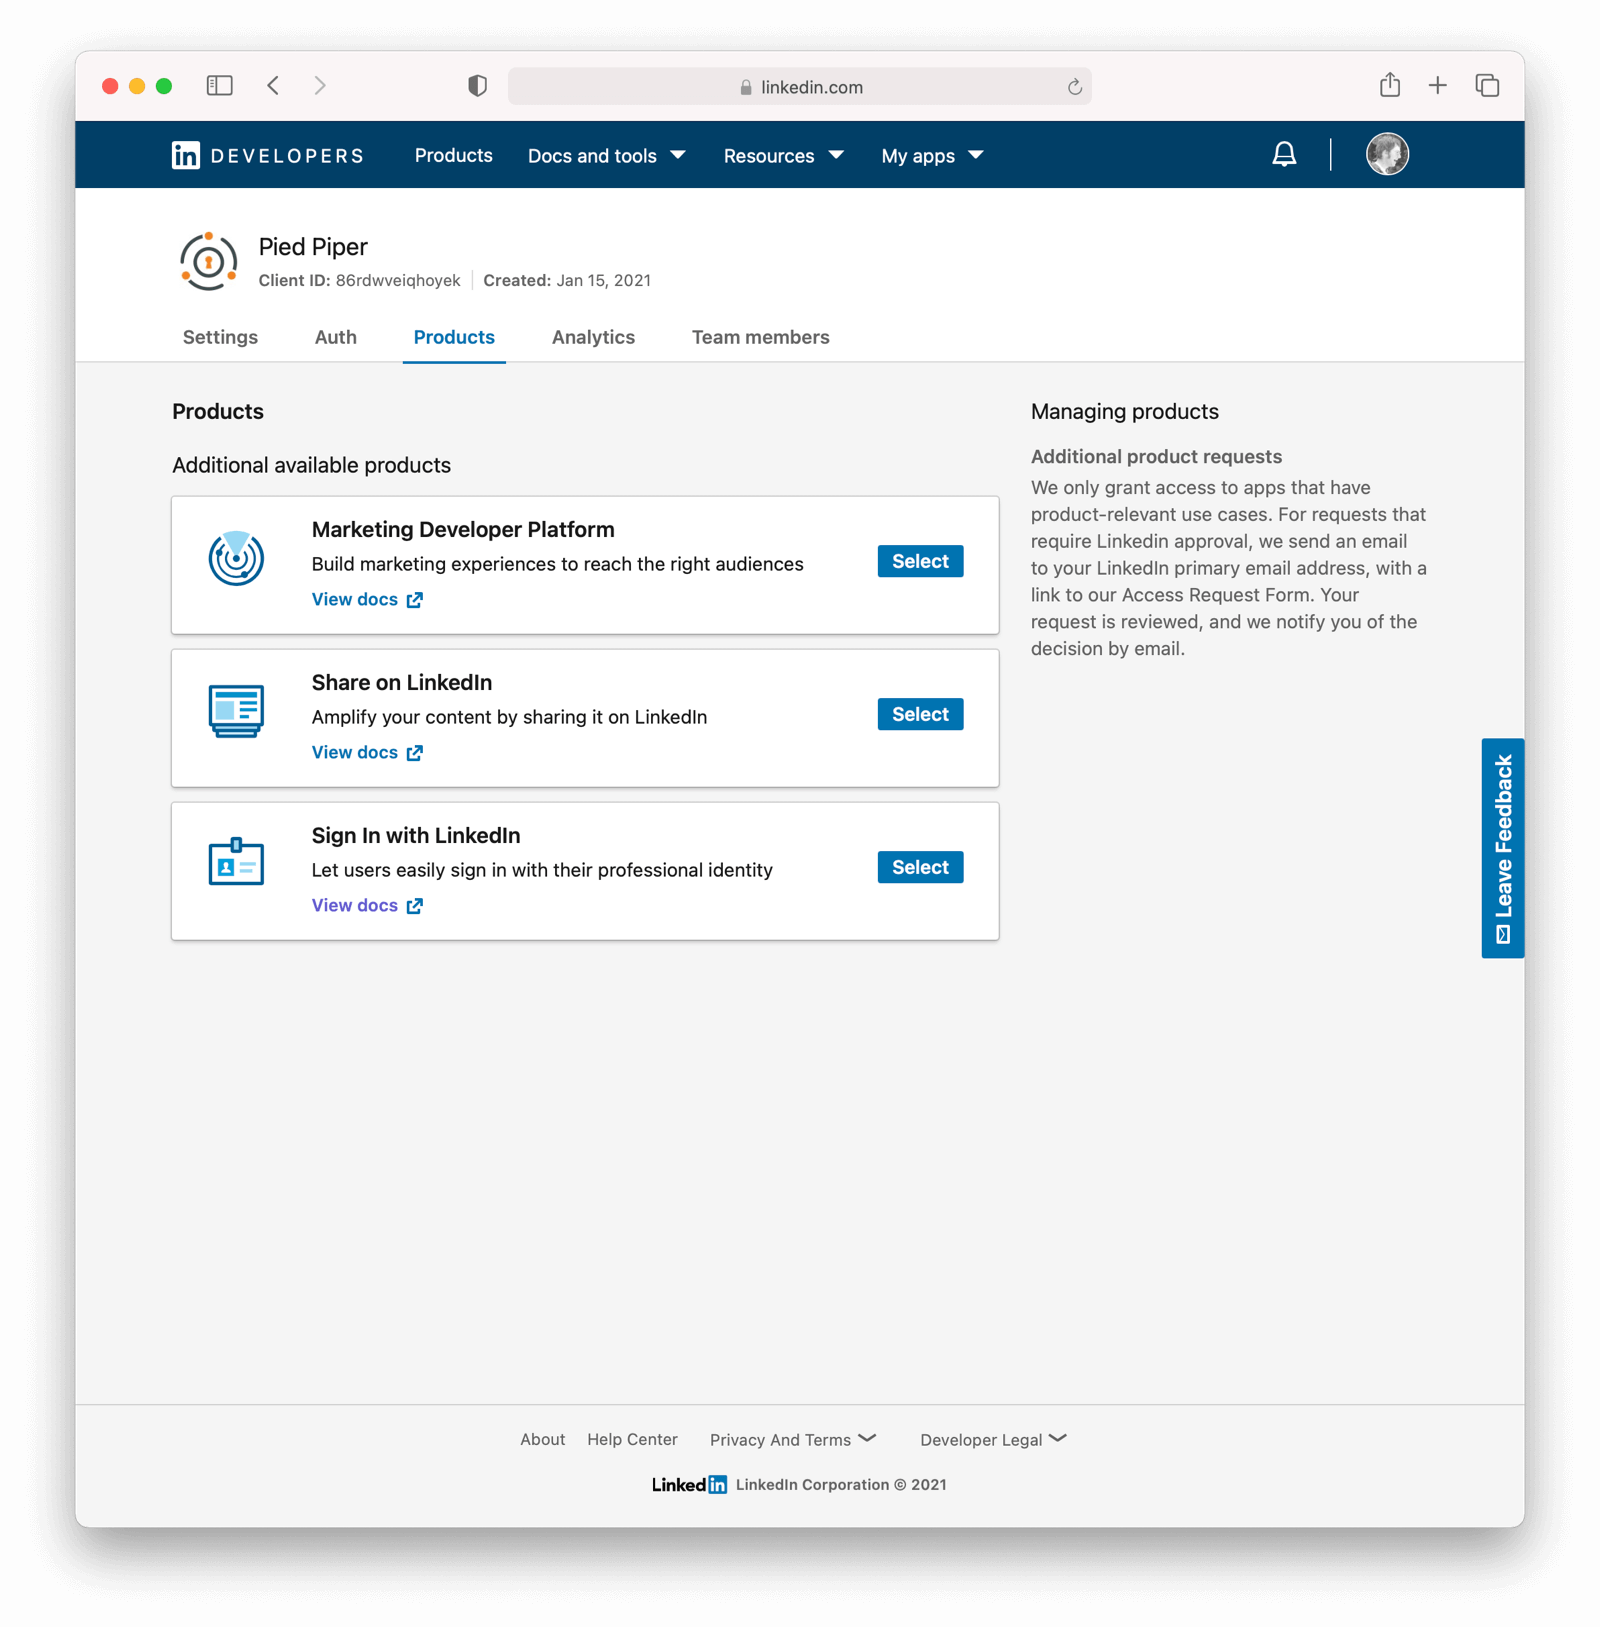 linkedin.com
in DEVELOPERS Products Docs and tools Resources My apps
Pied Piper
Client ID: 86rdwveiqhoyek Created: Jan 15, 2021
Settings Auth Products Analytics Team members
Products
Additional available products
Marketing Developer Platform
Build marketing experiences to reach the right audiences
View docs
Select
Share on LinkedIn
Amplify your content by sharing it on LinkedIn
View docs
Select
Sign In with LinkedIn
Let users easily sign in with their professional identity
View docs
Select
Managing products
Additional product requests
We only grant access to apps that have
product-relevant use cases. For requests that
require Linkedin approval, we send an email
to your LinkedIn primary email address, with a
link to our Access Request Form. Your
request is reviewed, and we notify you of the
decision by email.
Leave Feedback
About Help Center Privacy And Terms Developer Legal
Linkedin LinkedIn Corporation © 2021